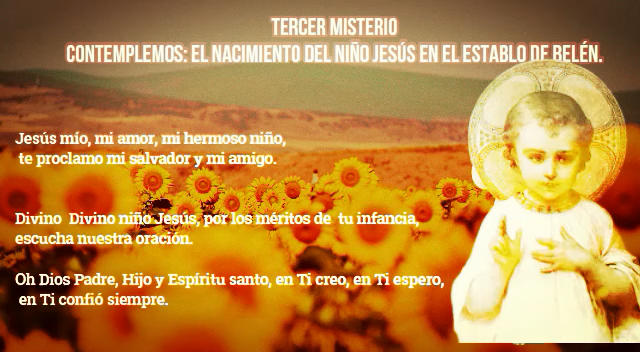 TERCER MISTERIO
CONTEMPLEMOS: EL NACIMIENTO DEL NIÑO JESÚS EN EL ESTABLO DE BELÉN.
Jesús mío, mi amor, mi hermoso niño,
te proclamo mi salvador y mi amigo.
Divino Divino niño Jesús, por los méritos de tu infancia,
escucha nuestra oración.
Oh Dios Padre, Hijo y Espíritu santo, en Ti creo, en Ti espero,
en Ti confió siempre.